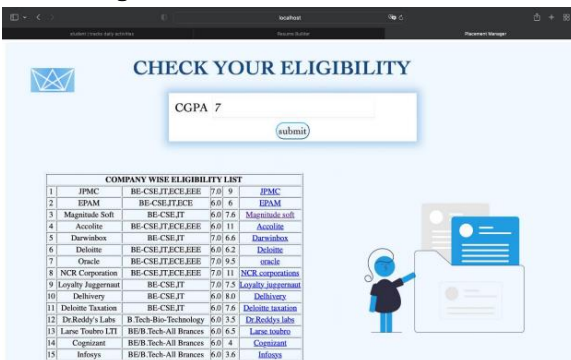 localhost
student checks daily activities
Resume Builder
Placement Manager
CHECK YOUR ELIGIBILITY
CGPA 7
submit
COMPANY WISE ELIGIBILITY LIST
1 JPMC BE-CSE,IT,ECE,EEE 7.0 9 JPMC
2 EPAM BE-CSE,IT,ECE 6.0 6 EPAM
3 Magnitude Soft BE-CSE,IT 6.0 7.6 Magnitude soft
4 Accolite BE-CSE,IT,ECE,EEE 6.0 11 Accolite
5 Darwinbox BE-CSE,IT 7.0 6.6 Darwinbox
6 Deloitte BE-CSE,IT,ECE,EEE 6.0 6.2 Deloitte
7 Oracle BE-CSE,IT,ECE,EEE 7.0 9.5 oracle
8 NCR Corporation BE-CSE,IT,ECE,EEE 7.0 11 NCR corporations
9 Loyalty Juggernaut BE-CSE,IT 7.0 7.5 Loyalty juggernaut
10 Delhivery BE-CSE,IT 6.0 8.0 Delhivery
11 Deloitte Taxation BE-CSE,IT 6.0 7.6 Deloitte taxation
12 Dr.Reddy's Labs B.Tech-Bio-Technology 6.0 3.5 Dr.Reddys labs
13 Larse Toubro LTI BE/B.Tech-All Brances 6.0 6.5 Larse toubro
14 Cognizant BE/B.Tech-All Brances 6.0 4 Cognizant
15 Infosys BE/B.Tech-All Brances 6.0 3.6 Infosys